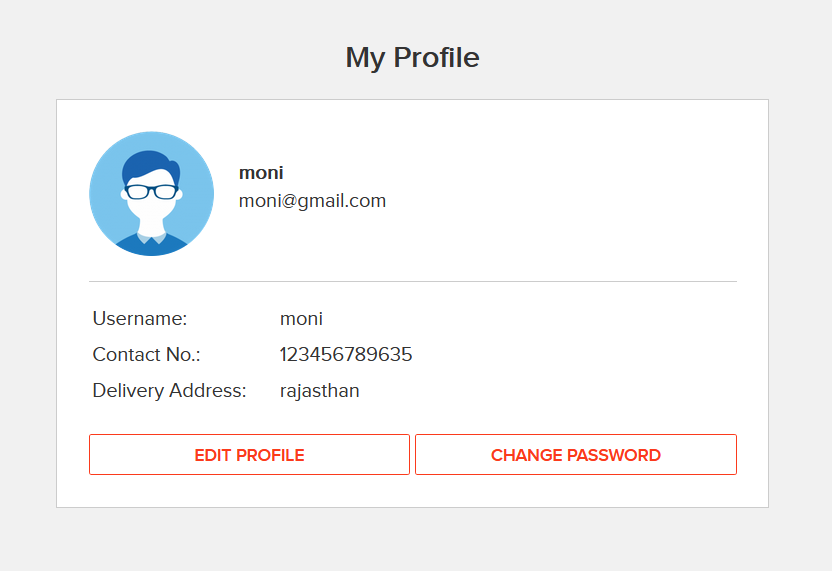 My Profile
moni
moni@gmail.com
Username: moni
Contact No.: 123456789635
Delivery Address: rajasthan
EDIT PROFILE CHANGE PASSWORD